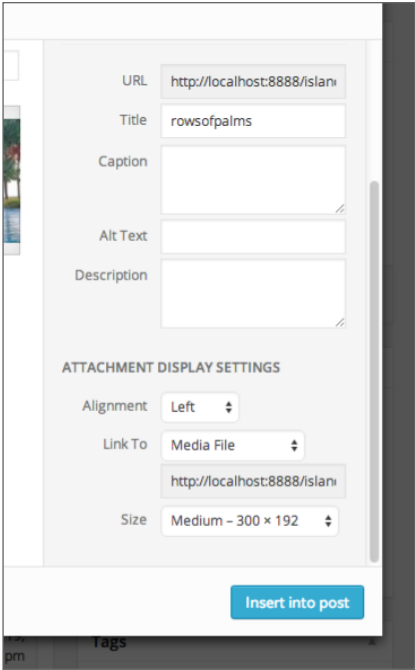 URL http://localhost:8888/islan
Title rowsofpalms
Caption
Alt Text
Description
ATTACHMENT DISPLAY SETTINGS
Alignment Left
Link To Media File
http://localhost:8888/islan
Size Medium – 300 × 192
Insert into post
Tags
pm